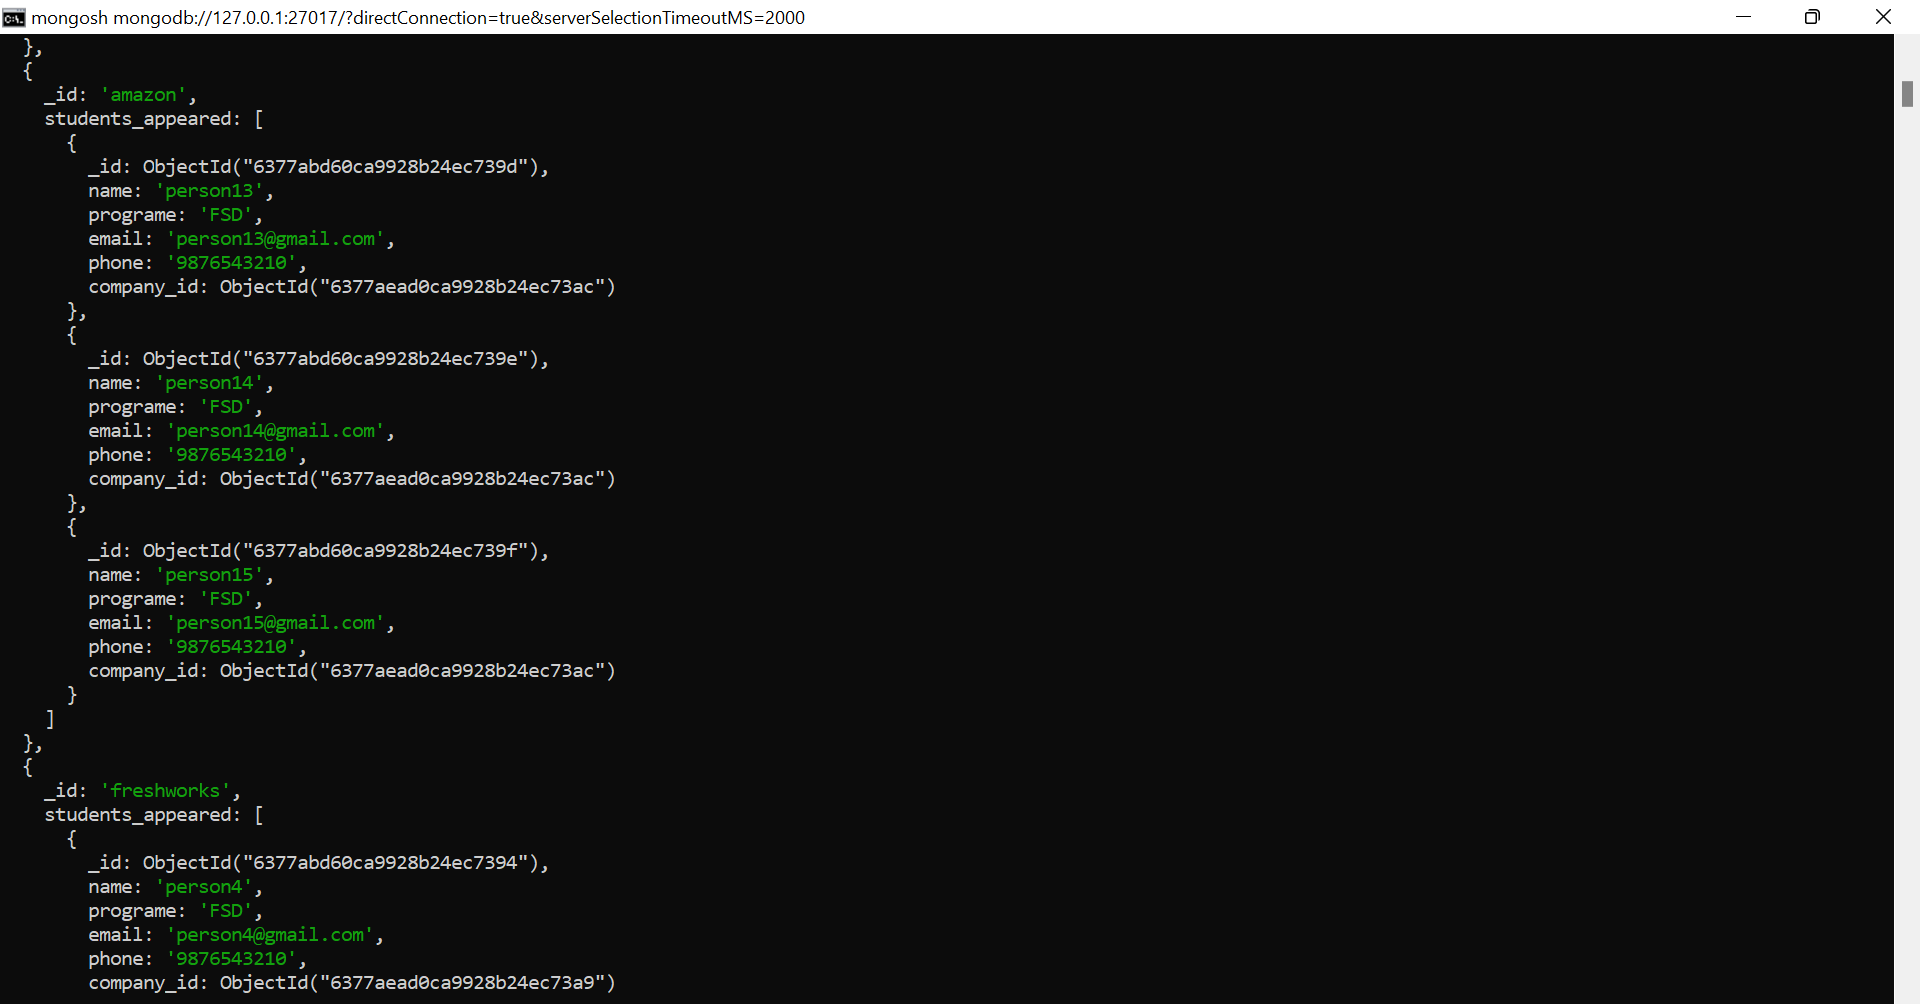 mongosh mongodb://127.0.0.1:27017/?directConnection=true&serverSelectionTimeoutMS=2000
},
{
_id: 'amazon',
students_appeared: [
{
_id: ObjectId("6377abd60ca9928b24ec739d"),
name: 'person13',
programe: 'FSD',
email: 'person13@gmail.com',
phone: '9876543210',
company_id: ObjectId("6377aead0ca9928b24ec73ac")
},
{
_id: ObjectId("6377abd60ca9928b24ec739e"),
name: 'person14',
programe: 'FSD',
email: 'person14@gmail.com',
phone: '9876543210',
company_id: ObjectId("6377aead0ca9928b24ec73ac")
},
{
_id: ObjectId("6377abd60ca9928b24ec739f"),
name: 'person15',
programe: 'FSD',
email: 'person15@gmail.com',
phone: '9876543210',
company_id: ObjectId("6377aead0ca9928b24ec73ac")
}
]
},
{
_id: 'freshworks',
students_appeared: [
{
_id: ObjectId("6377abd60ca9928b24ec7394"),
name: 'person4',
programe: 'FSD',
email: 'person4@gmail.com',
phone: '9876543210',
company_id: ObjectId("6377aead0ca9928b24ec73a9")